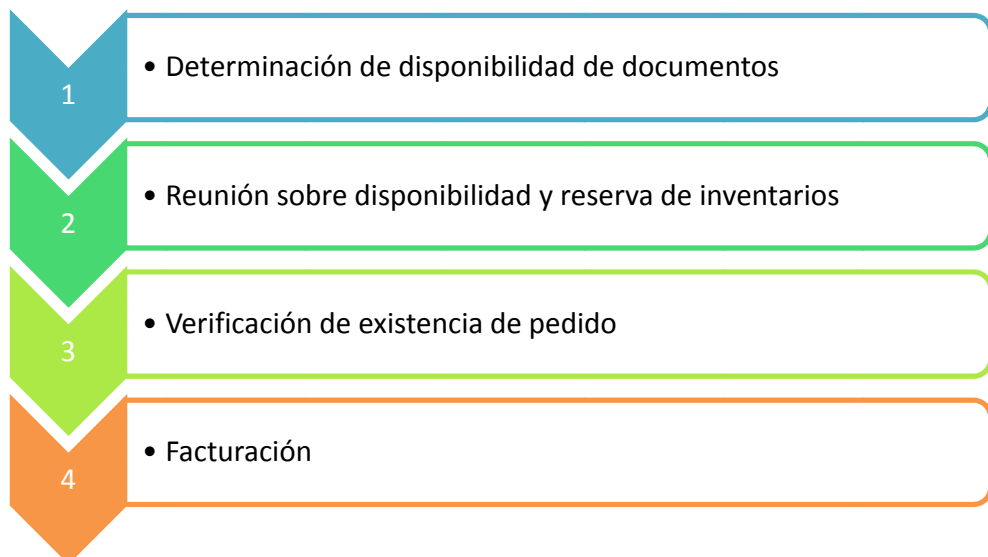 1
• Determinación de disponibilidad de documentos
2
• Reunión sobre disponibilidad y reserva de inventarios
3
• Verificación de existencia de pedido
4
• Facturación